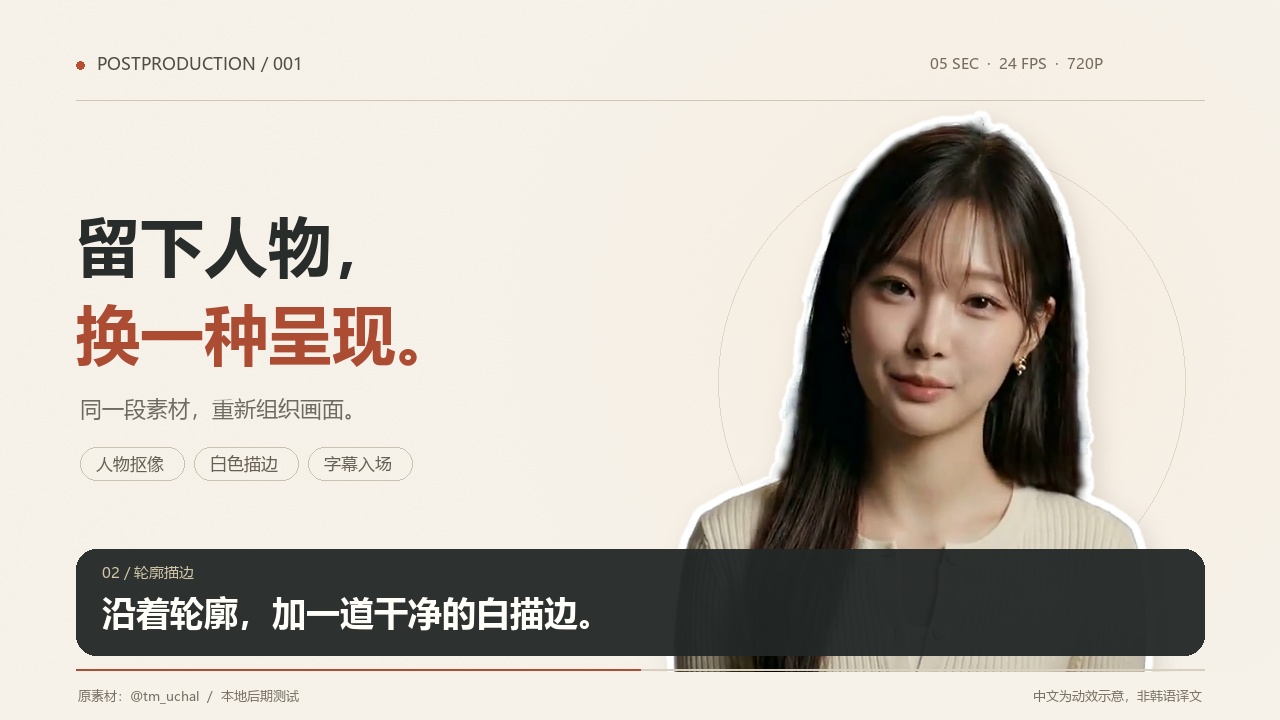 POSTPRODUCTION / 001
05 SEC · 24 FPS · 720P
留下人物，
换一种呈现。
同一段素材，重新组织画面。
人物抠像
白色描边
字幕入场
02 / 轮廓描边
沿着轮廓，加一道干净的白描边。
原素材：@tm_uchal / 本地后期测试
中文为动效示意，非韩语译文